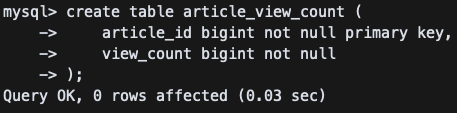 mysql> create table article_view_count (
    ->     article_id bigint not null primary key,
    ->     view_count bigint not null
    -> );
Query OK, 0 rows affected (0.03 sec)